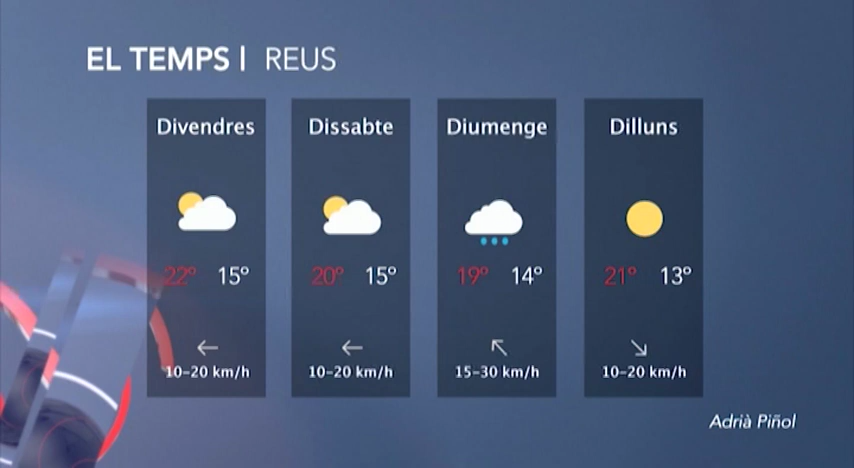 EL TEMPS | REUS
Divendres
22º 15º
10-20 km/h
Dissabte
20º 15º
10-20 km/h
Diumenge
19º 14º
15-30 km/h
Dilluns
21º 13º
10-20 km/h
Adrià Piñol